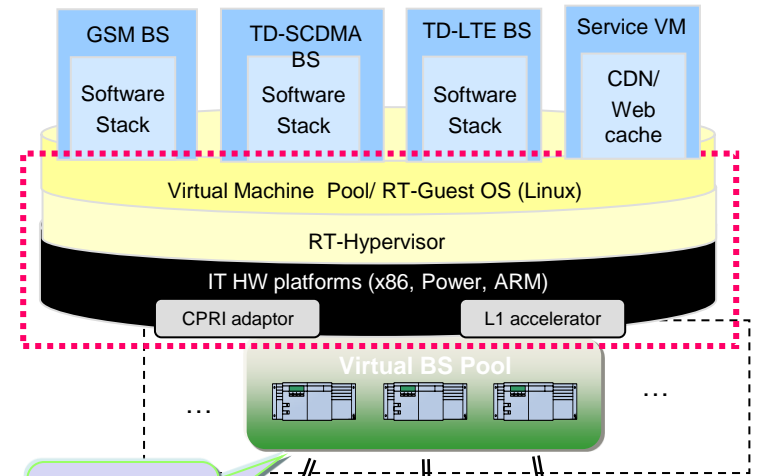 GSM BS
TD-SCDMA
BS
TD-LTE BS
Service VM
Software
Stack
Software
Stack
Software
Stack
CDN/
Web
cache
Virtual Machine Pool/ RT-Guest OS (Linux)
RT-Hypervisor
IT HW platforms (x86, Power, ARM)
CPRI adaptor
L1 accelerator
Virtual BS Pool
...
...